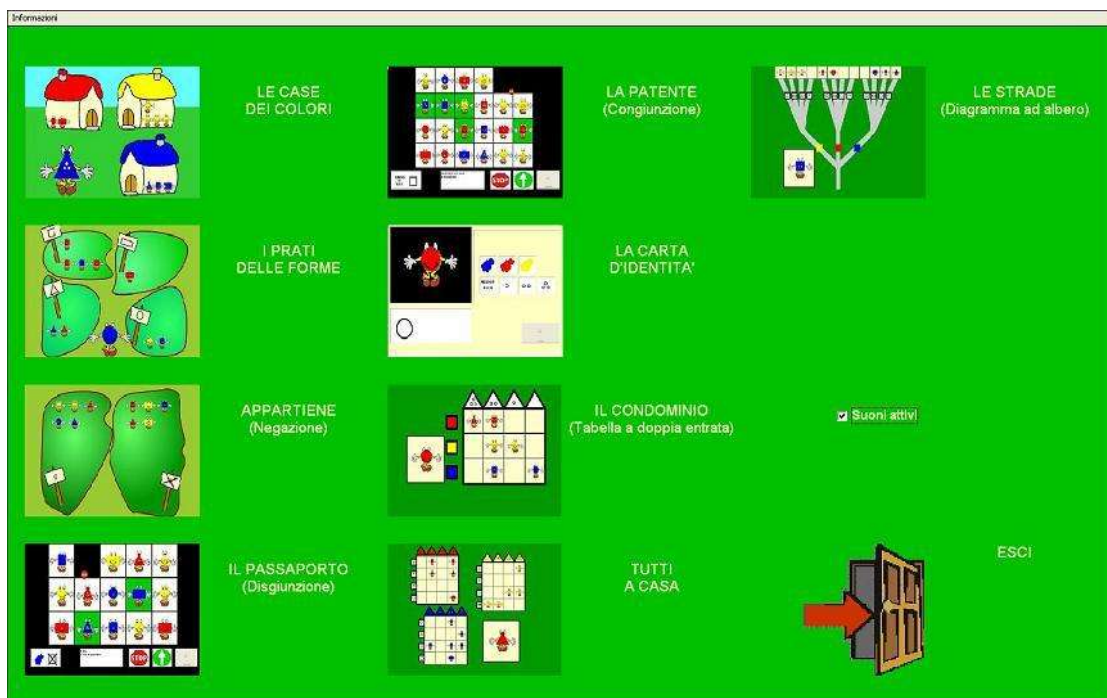 Informazioni
LE CASE
DEI COLORI
LA PATENTE
(Congiunzione)
LE STRADE
(Diagramma ad albero)
STOP
I PRATI
DELLE FORME
LA CARTA
D'IDENTITA'
APPARTIENE
(Negazione)
IL CONDOMINIO
(Tabella a doppia entrata)
Suoni attivi
IL PASSAPORTO
(Disgiunzione)
TUTTI
A CASA
ESCI
STOP